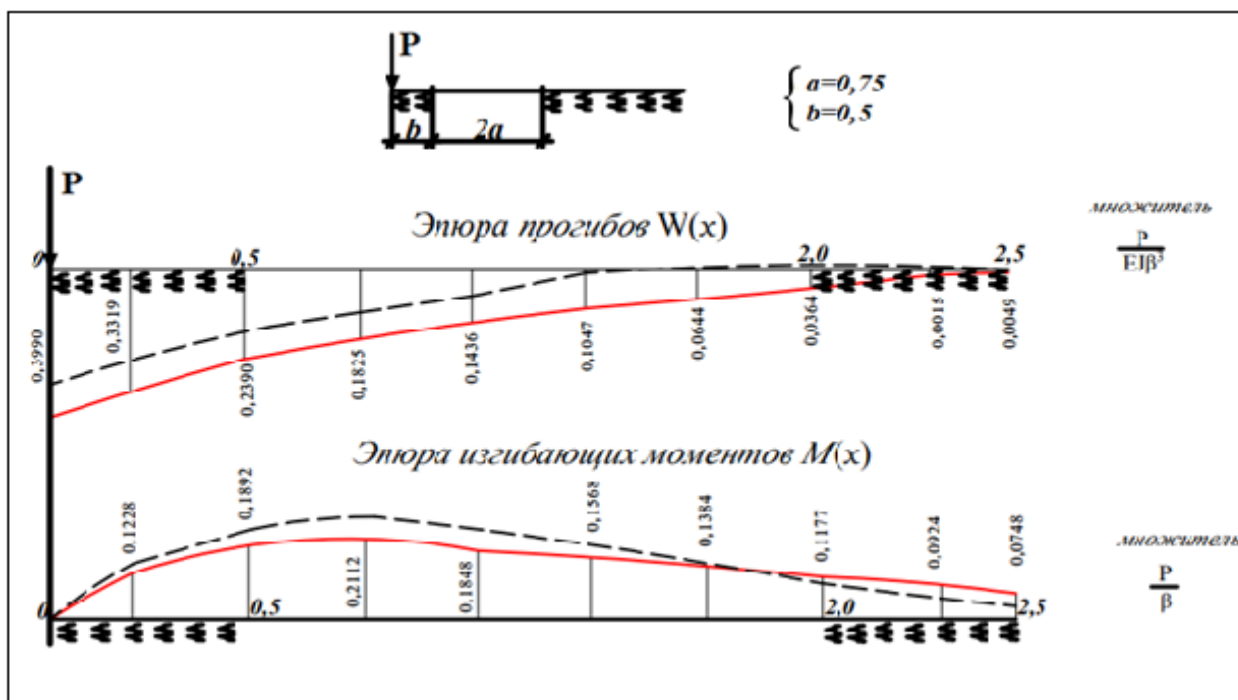 P
a=0,75
b=0,5
b 2a
P
Эпюра прогибов W(x)
множитель
P
EJβ³
0 0,5 2,0 2,5
0,3990 0,3319 0,2390 0,1825 0,1436 0,1047 0,0644 0,0364 0,0049
Эпюра изгибающих моментов M(x)
множитель
P
β
0.1228 0,1892 0,2112 0.1848 0,1568 0,1384 0,1177 0,0924 0,0748
0 0,5 2,0 2,5